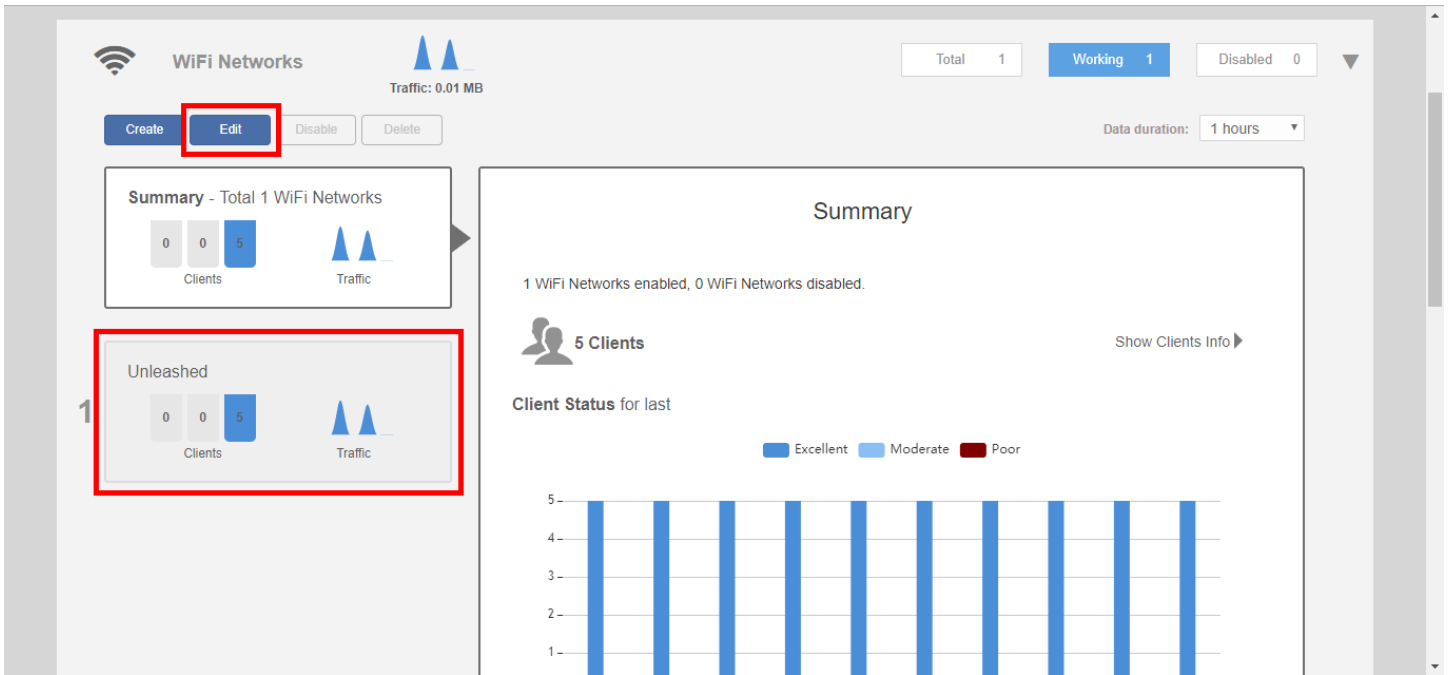 WiFi Networks
Traffic: 0.01 MB
Total 1
Working 1
Disabled 0
Create
Edit
Disable
Delete
Data duration:
1 hours
Summary - Total 1 WiFi Networks
0 0 5
Clients
Traffic
1
Unleashed
0 0 5
Clients
Traffic
Summary
1 WiFi Networks enabled, 0 WiFi Networks disabled.
5 Clients
Show Clients Info
Client Status for last
Excellent
Moderate
Poor
5
4
3
2
1